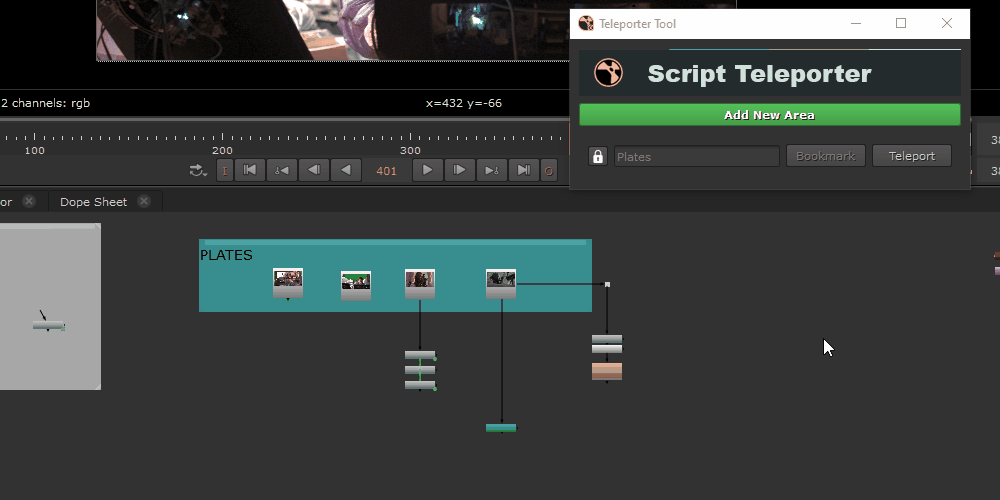 Teleporter Tool
Script Teleporter
Add New Area
Plates
Bookmark
Teleport
2 channels: rgb
x=432 y=-66
100
200
300
I
401
O
38
38
or
Dope Sheet
PLATES